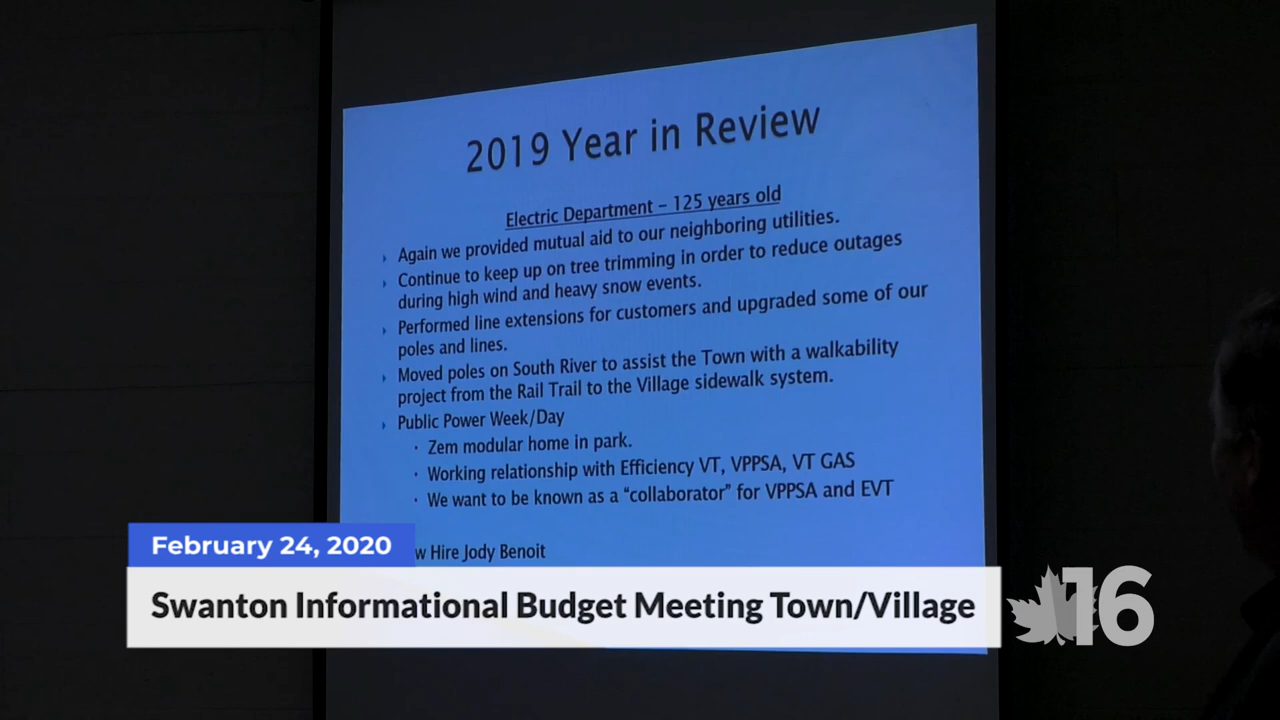 2019 Year in Review
Electric Department – 125 years old
Again we provided mutual aid to our neighboring utilities.
Continue to keep up on tree trimming in order to reduce outages
during high wind and heavy snow events.
Performed line extensions for customers and upgraded some of our
poles and lines.
Moved poles on South River to assist the Town with a walkability
project from the Rail Trail to the Village sidewalk system.
Public Power Week/Day
Zem modular home in park.
Working relationship with Efficiency VT, VPPSA, VT GAS
We want to be known as a “collaborator” for VPPSA and EVT
Hire Jody Benoit
February 24, 2020
Swanton Informational Budget Meeting Town/Village
16